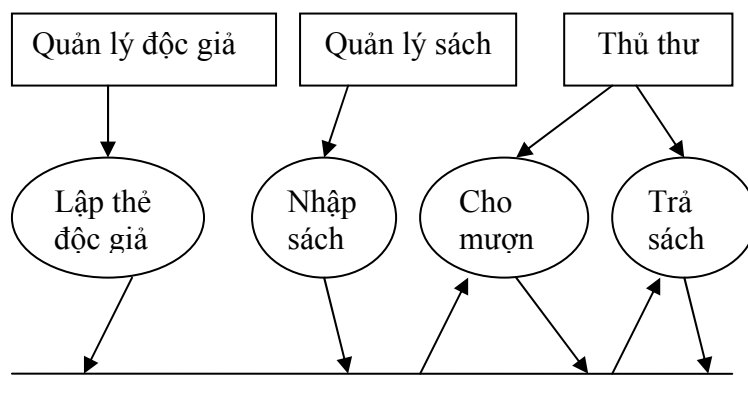 Quản lý độc giả
Quản lý sách
Thủ thư
Lập thẻ
độc giả
Nhập
sách
Cho
mượn
Trả
sách